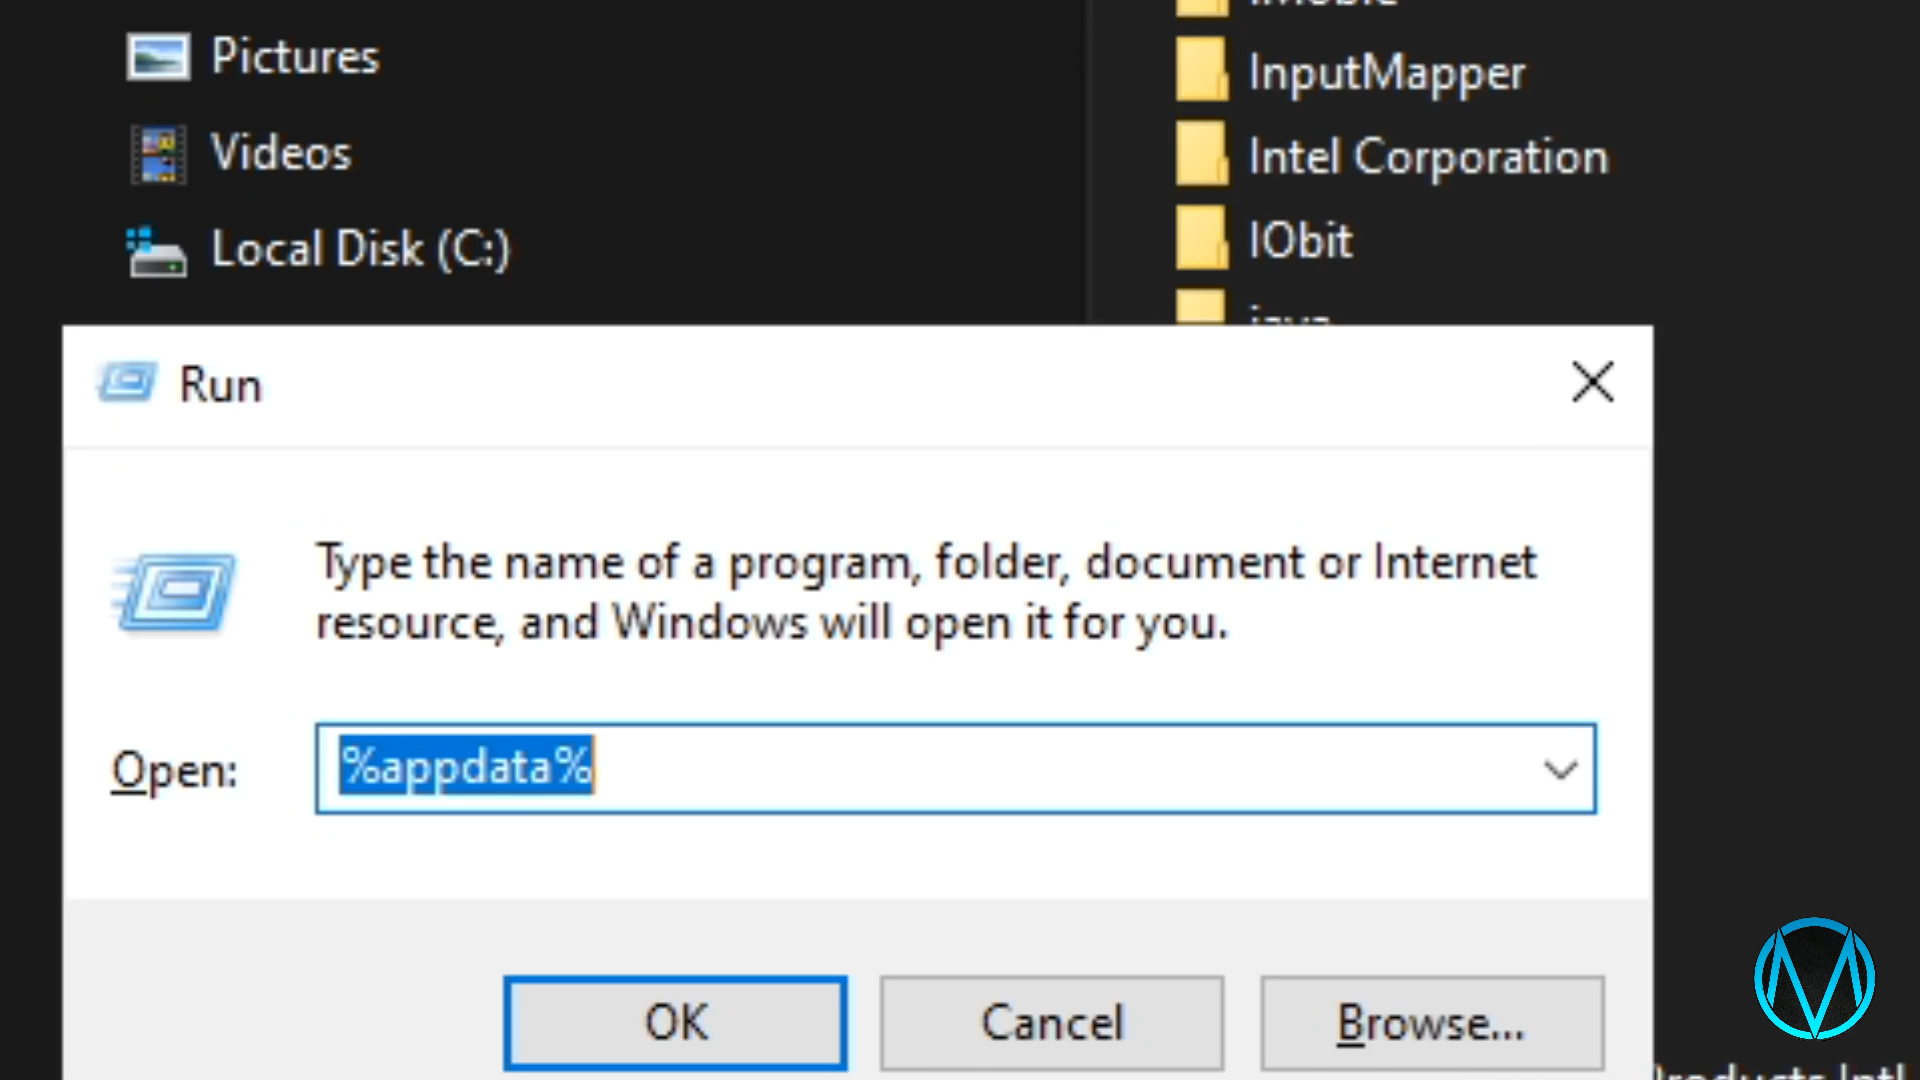 Pictures
Videos
Local Disk (C:)
InputMapper
Intel Corporation
IObit
Run
Type the name of a program, folder, document or Internet
resource, and Windows will open it for you.
Open:
%appdata%
OK
Cancel
Browse...